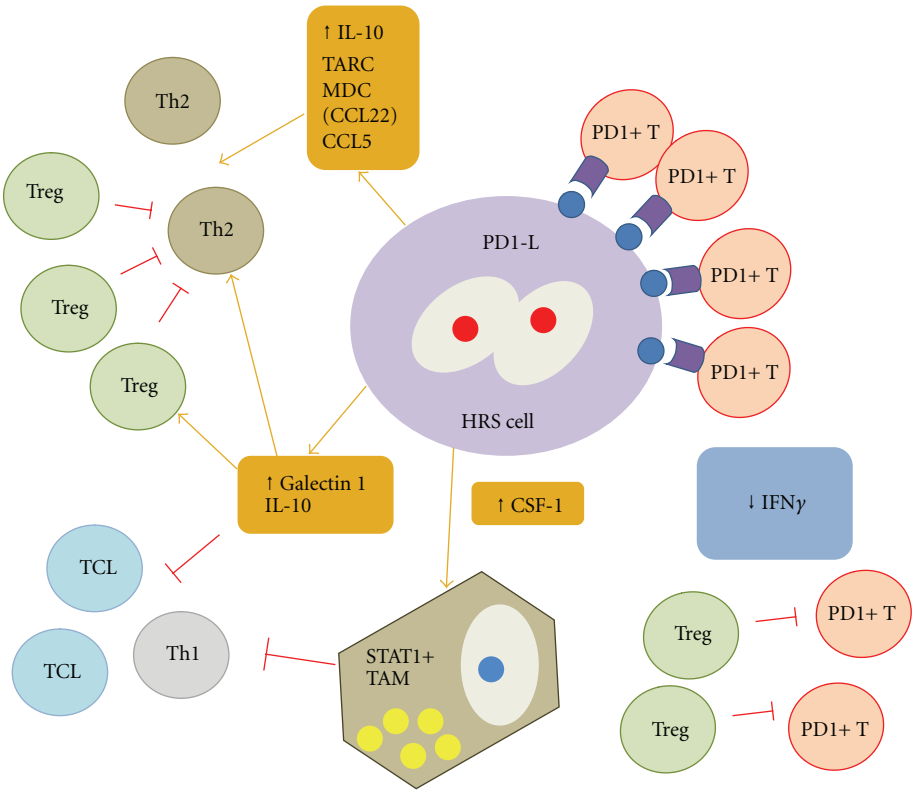 ↑ IL-10
TARC
MDC
(CCL22)
CCL5
Th2
Treg
Th2
Treg
Treg
PD1+ T
PD1+ T
PD1+ T
PD1+ T
PD1-L
HRS cell
↑ Galectin 1
IL-10
↑ CSF-1
↓ IFNγ
TCL
Th1
TCL
STAT1+
TAM
Treg
PD1+ T
Treg
PD1+ T